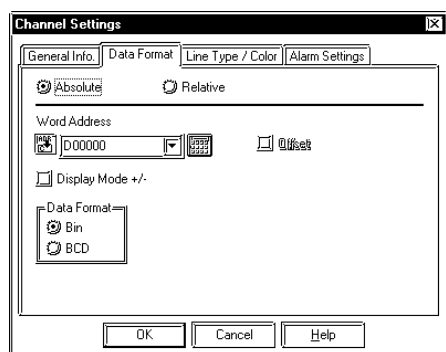 Channel Settings
General Info. Data Format Line Type / Color Alarm Settings
Absolute Relative
Word Address
D00000 Offset
Display Mode +/-
Data Format
Bin
BCD
OK Cancel Help